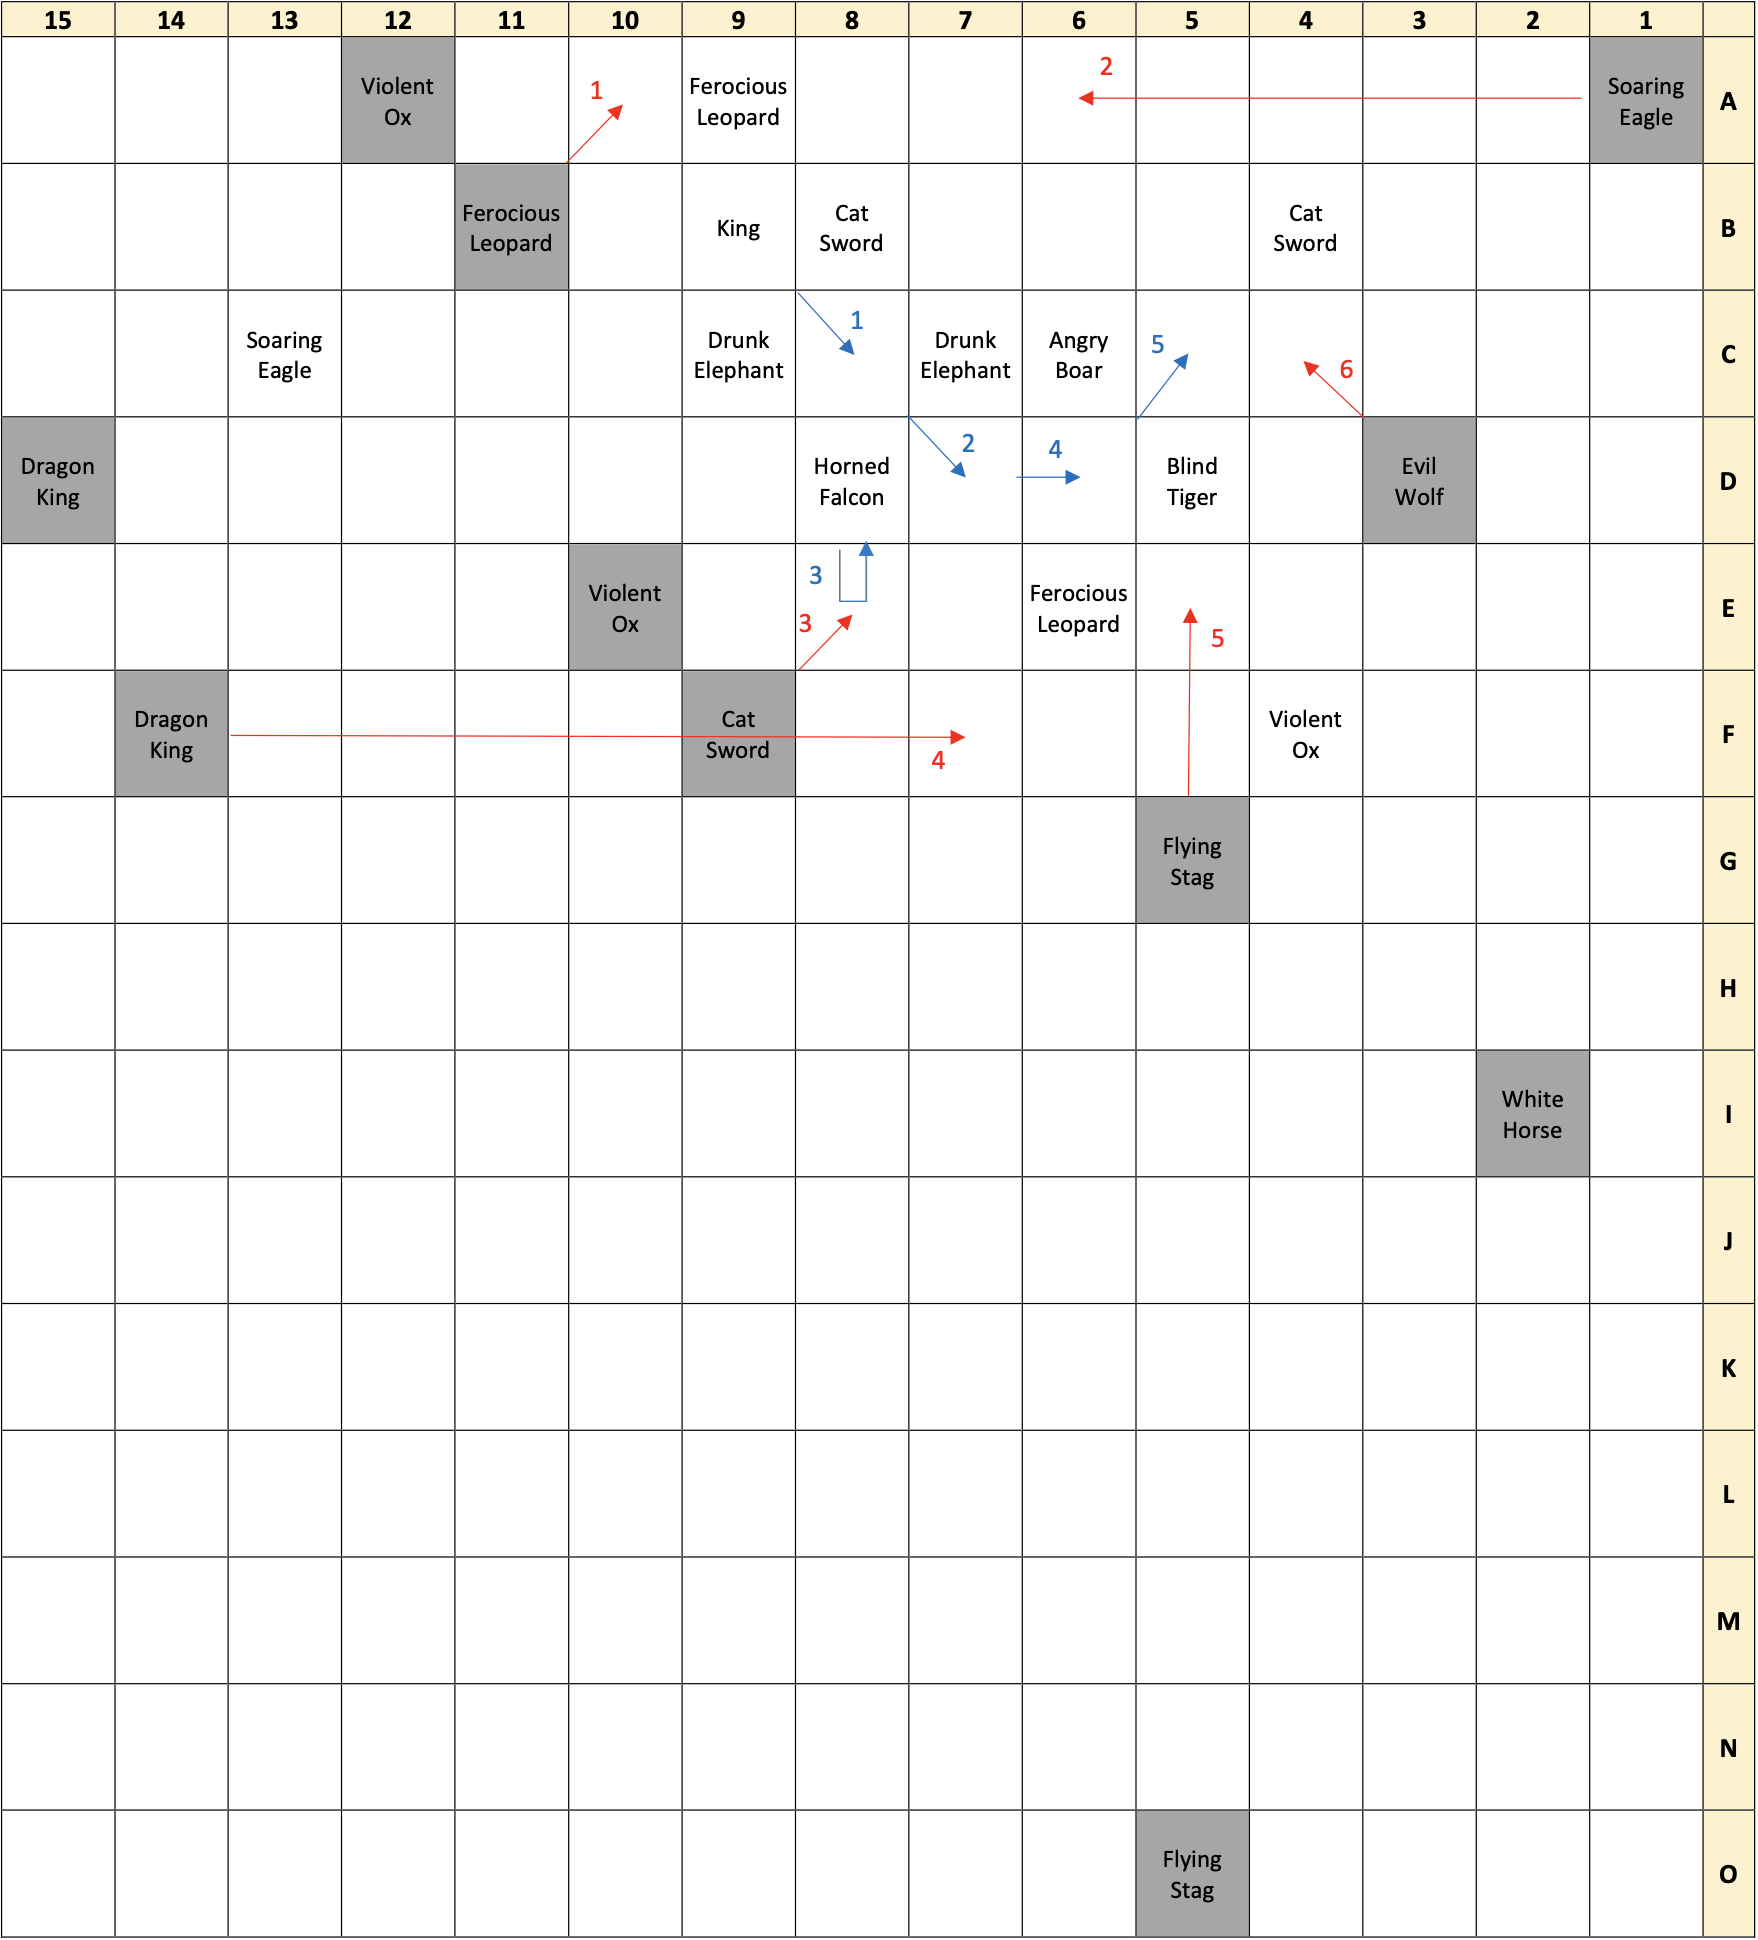 15 14 13 12 11 10 9 8 7 6 5 4 3 2 1
Violent
Ox
1
Ferocious
Leopard
2
Soaring
Eagle
A
Ferocious
Leopard
King
Cat
Sword
Cat
Sword
B
Soaring
Eagle
Drunk
Elephant
1
Drunk
Elephant
Angry
Boar
5
6
C
Dragon
King
Horned
Falcon
2
4
Blind
Tiger
Evil
Wolf
D
Violent
Ox
3
3
Ferocious
Leopard
5
E
Dragon
King
Cat
Sword
4
Violent
Ox
F
Flying
Stag
G
H
White
Horse
I
J
K
L
M
N
Flying
Stag
O